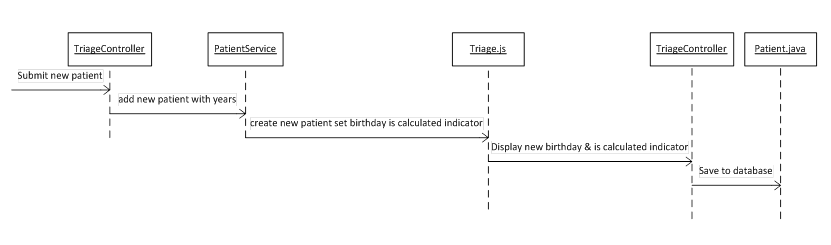 TriageController
PatientService
Triage.js
TriageController
Patient.java
Submit new patient
add new patient with years
create new patient set birthday is calculated indicator
Display new birthday & is calculated indicator
Save to database